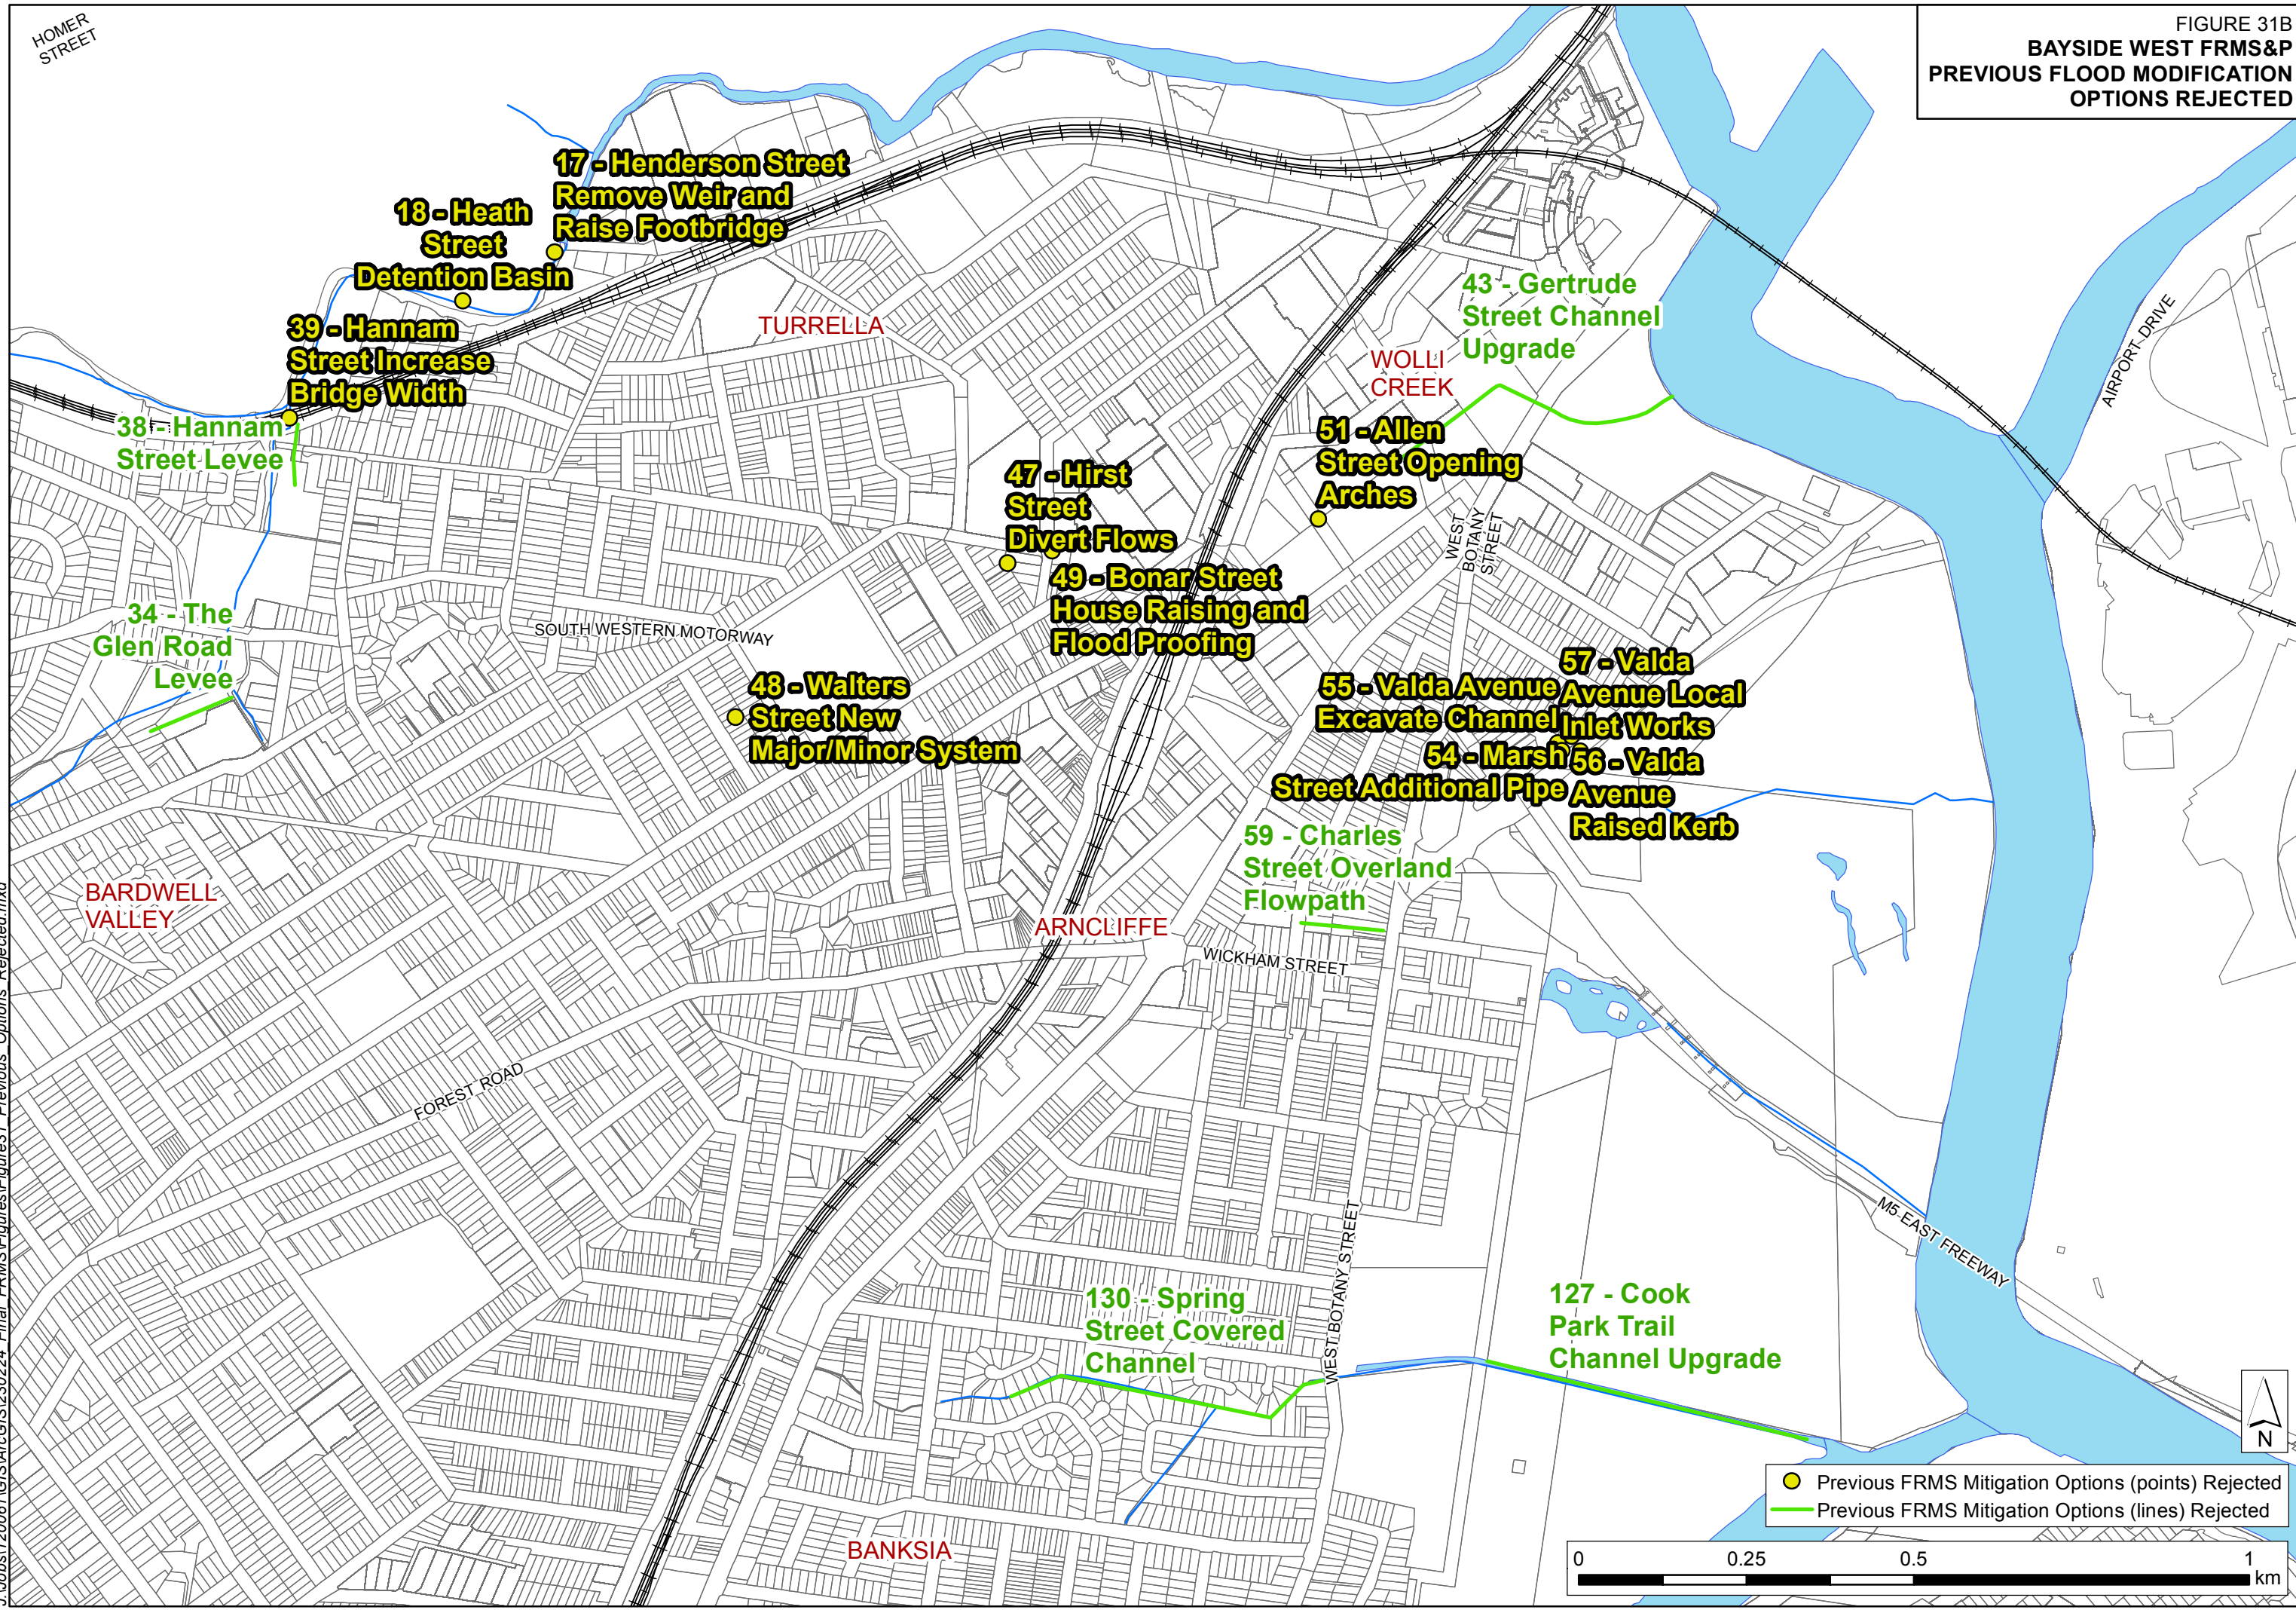 HOMER
STREET
FIGURE 31B
BAYSIDE WEST FRMS&P
PREVIOUS FLOOD MODIFICATION
OPTIONS REJECTED
17 - Henderson Street
Remove Weir and
Raise Footbridge
18 - Heath
Street
Detention Basin
39 - Hannam
Street Increase
Bridge Width
38 - Hannam
Street Levee
TURRELLA
43 - Gertrude
Street Channel
Upgrade
WOLLI
CREEK
AIRPORT DRIVE
51 - Allen
Street Opening
Arches
47 - Hirst
Street
Divert Flows
WEST
BOTANY
STREET
49 - Bonar Street
House Raising and
Flood Proofing
34 - The
Glen Road
Levee
SOUTH WESTERN MOTORWAY
48 - Walters
Street New
Major/Minor System
55 - Valda Avenue
Excavate Channel
57 - Valda
Avenue Local
Inlet Works
54 - Marsh
Street Additional Pipe
56 - Valda
Avenue
Raised Kerb
59 - Charles
Street Overland
Flowpath
BARDWELL
VALLEY
ARNCLIFFE
WICKHAM STREET
FOREST ROAD
M5 EAST FREEWAY
WEST BOTANY STREET
130 - Spring
Street Covered
Channel
127 - Cook
Park Trail
Channel Upgrade
BANKSIA
N
Previous FRMS Mitigation Options (points) Rejected
Previous FRMS Mitigation Options (lines) Rejected
0 0.25 0.5 1
km